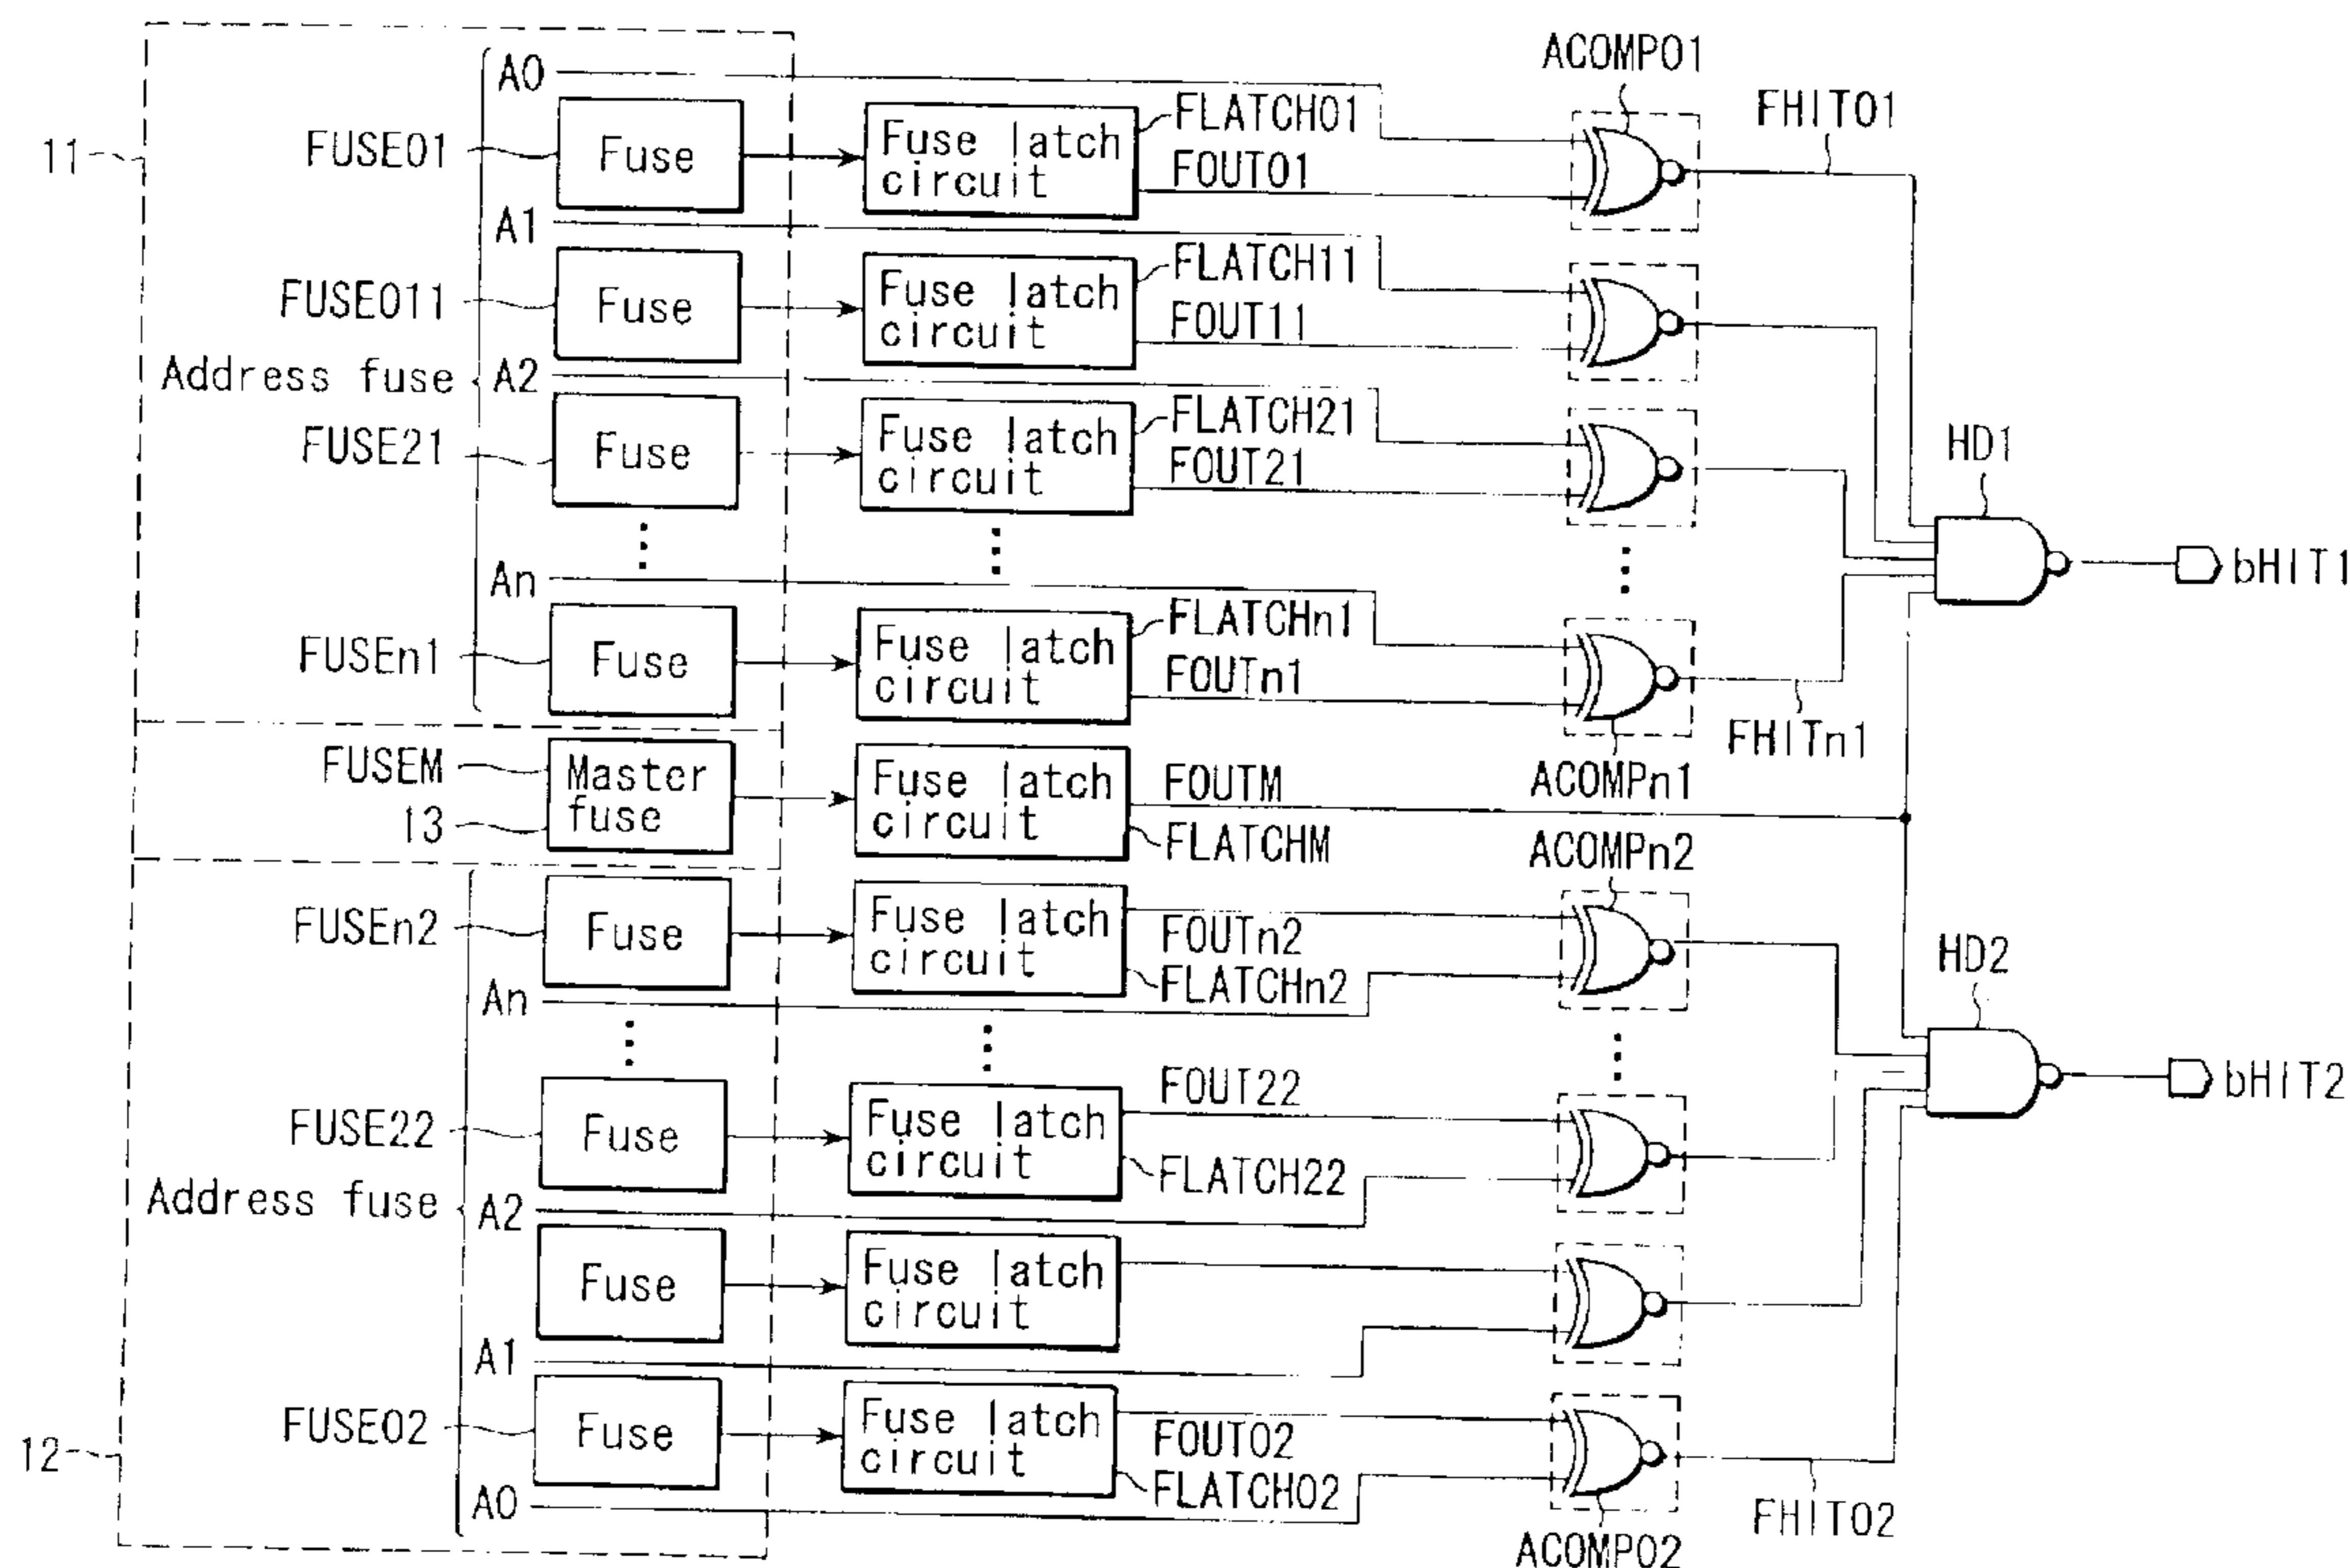 ACOMP01
A0
FLATCH01
FHIT01
11
FUSE01
Fuse
Fuse latch
circuit
FOUT01
A1
FLATCH11
FUSE011
Fuse
Fuse latch
circuit
FOUT11
Address fuse
A2
FLATCH21
FUSE21
Fuse
Fuse latch
circuit
FOUT21
HD1
bHIT1
An
FLATCHn1
FUSEn1
Fuse
Fuse latch
circuit
FOUTn1
FHITn1
ACOMPn1
FUSEM
13
Master
fuse
Fuse latch
circuit
FOUTM
FLATCHM
ACOMPn2
FUSEn2
Fuse
Fuse latch
circuit
FOUTn2
FLATCHn2
HD2
An
bHIT2
FUSE22
Fuse
Fuse latch
circuit
FOUT22
FLATCH22
Address fuse
A2
Fuse
Fuse latch
circuit
A1
FUSE02
Fuse
Fuse latch
circuit
FOUT02
FLATCH02
12
A0
FHIT02
ACOMP02